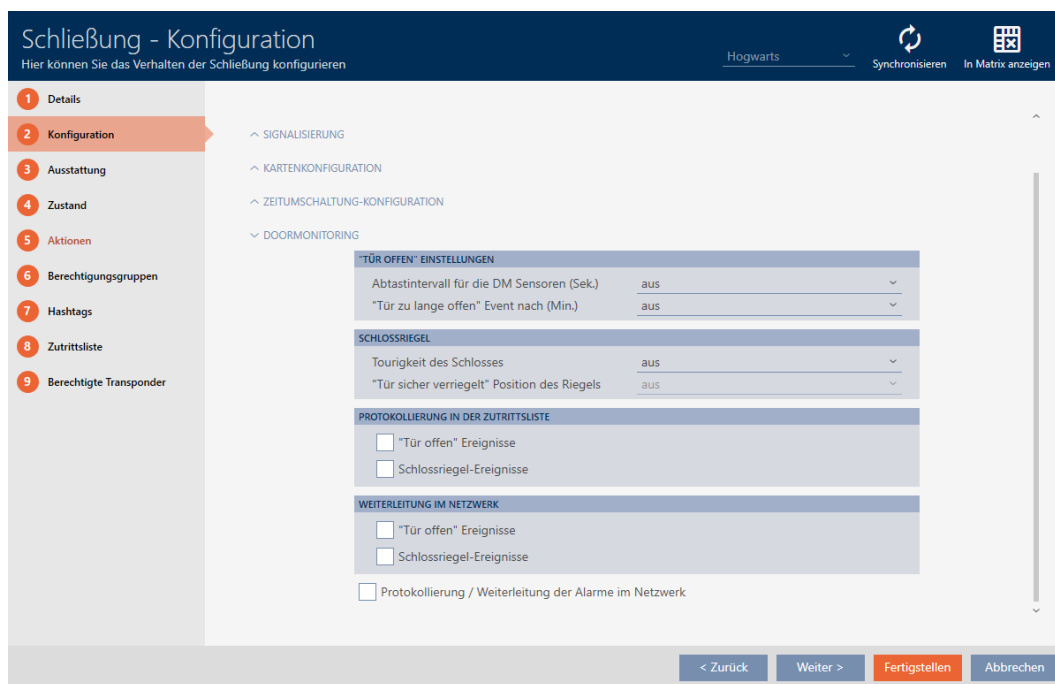 Schließung - Konfiguration
Hier können Sie das Verhalten der Schließung konfigurieren
Hogwarts
Synchronisieren
In Matrix anzeigen
1 Details
2 Konfiguration
3 Ausstattung
4 Zustand
5 Aktionen
6 Berechtigungsgruppen
7 Hashtags
8 Zutrittsliste
9 Berechtigte Transponder
SIGNALISIERUNG
KARTENKONFIGURATION
ZEITUMSCHALTUNG-KONFIGURATION
DOORMONITORING
"TÜR OFFEN" EINSTELLUNGEN
Abtastintervall für die DM Sensoren (Sek.) aus
"Tür zu lange offen" Event nach (Min.) aus
SCHLOSSRIEGEL
Tourigkeit des Schlosses aus
"Tür sicher verriegelt" Position des Riegels aus
PROTOKOLLIERUNG IN DER ZUTRITTSLISTE
"Tür offen" Ereignisse
Schlossriegel-Ereignisse
WEITERLEITUNG IM NETZWERK
"Tür offen" Ereignisse
Schlossriegel-Ereignisse
Protokollierung / Weiterleitung der Alarme im Netzwerk
< Zurück
Weiter >
Fertigstellen
Abbrechen